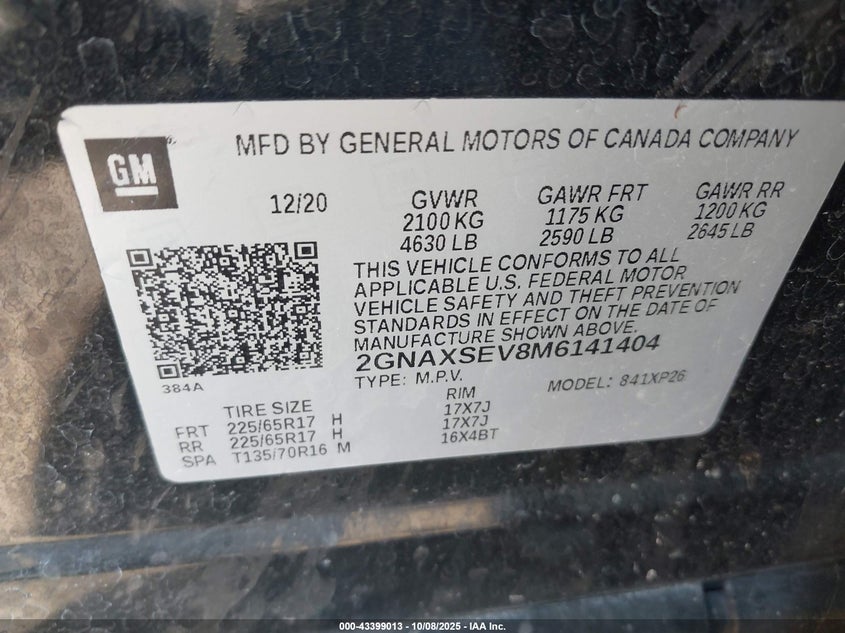 GM
MFD BY GENERAL MOTORS OF CANADA COMPANY
12/20 GVWR GAWR FRT GAWR RR
2100 KG 1175 KG 1200 KG
4630 LB 2590 LB 2645 LB
THIS VEHICLE CONFORMS TO ALL
APPLICABLE U.S. FEDERAL MOTOR
VEHICLE SAFETY AND THEFT PREVENTION
STANDARDS IN EFFECT ON THE DATE OF
MANUFACTURE SHOWN ABOVE.
2GNAXSEV8M6141404
384A
TYPE: M.P.V. MODEL: 841XP26
TIRE SIZE RIM
FRT 225/65R17 H 17X7J
RR 225/65R17 H 17X7J
SPA T135/70R16 M 16X4BT
000-43399013 - 10/08/2025 - IAA Inc.